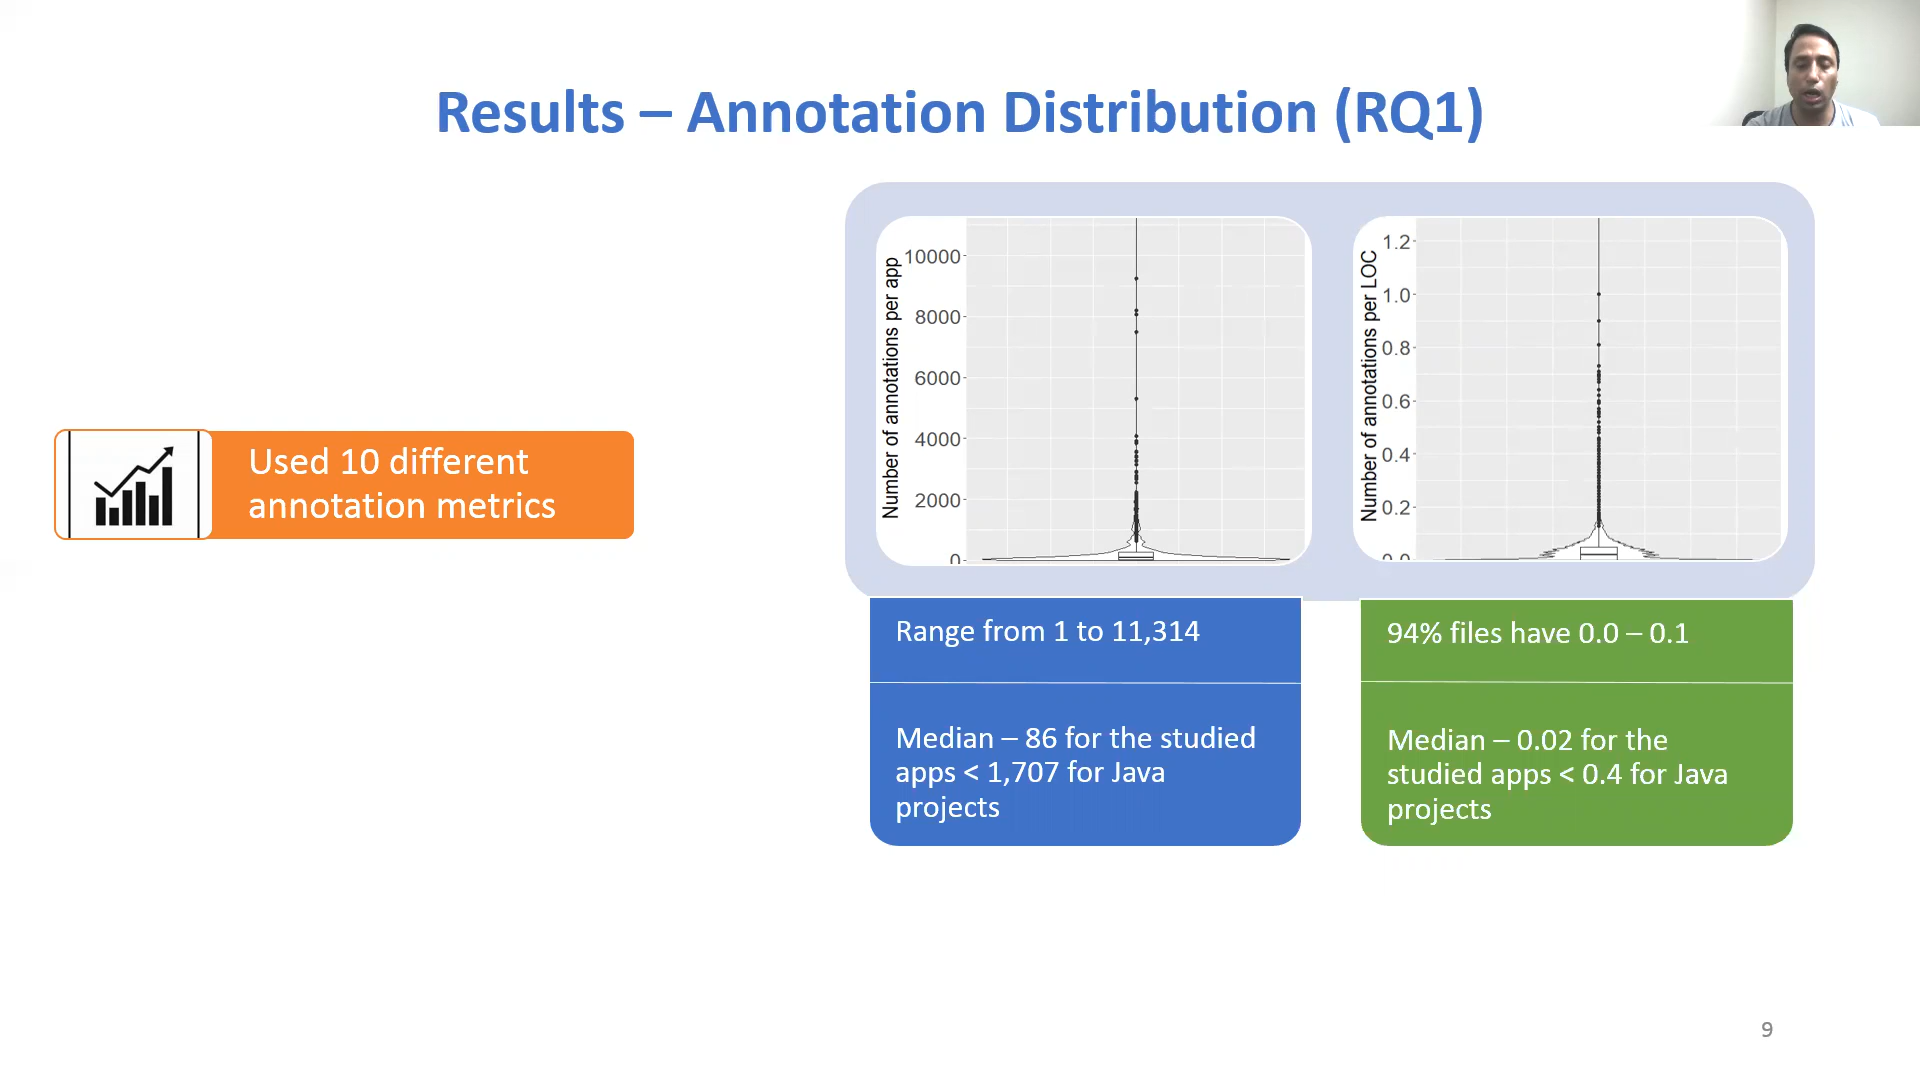 Results – Annotation Distribution (RQ1)
Used 10 different
annotation metrics
Number of annotations per app
10000
8000
6000
4000
2000
0
Number of annotations per LOC
1.2
1.0
0.8
0.6
0.4
0.2
0.0
Range from 1 to 11,314
Median – 86 for the studied
apps < 1,707 for Java
projects
94% files have 0.0 – 0.1
Median – 0.02 for the
studied apps < 0.4 for Java
projects
9